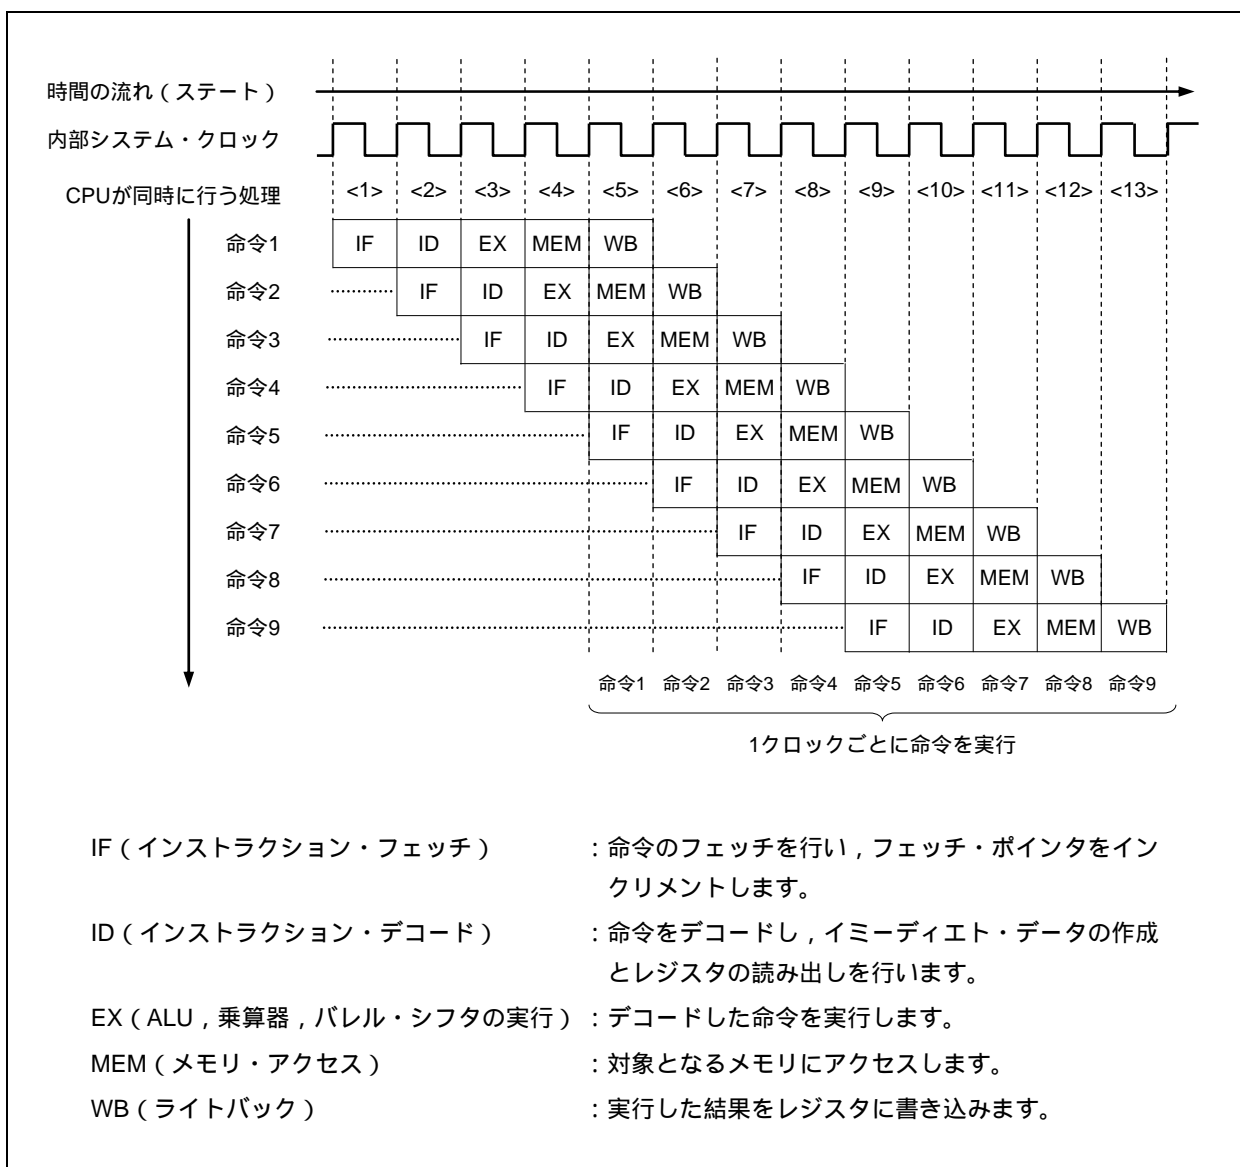 時間の流れ（ステート）
内部システム・クロック
CPUが同時に行う処理 <1> <2> <3> <4> <5> <6> <7> <8> <9> <10> <11> <12> <13>
命令1 IF ID EX MEM WB
命令2 IF ID EX MEM WB
命令3 IF ID EX MEM WB
命令4 IF ID EX MEM WB
命令5 IF ID EX MEM WB
命令6 IF ID EX MEM WB
命令7 IF ID EX MEM WB
命令8 IF ID EX MEM WB
命令9 IF ID EX MEM WB
命令1 命令2 命令3 命令4 命令5 命令6 命令7 命令8 命令9
1クロックごとに命令を実行
IF（インストラクション・フェッチ）：命令のフェッチを行い，フェッチ・ポインタをイン
クリメントします。
ID（インストラクション・デコード）：命令をデコードし，イミーディエト・データの作成
とレジスタの読み出しを行います。
EX（ALU，乗算器，バレル・シフタの実行）：デコードした命令を実行します。
MEM（メモリ・アクセス）：対象となるメモリにアクセスします。
WB（ライトバック）：実行した結果をレジスタに書き込みます。